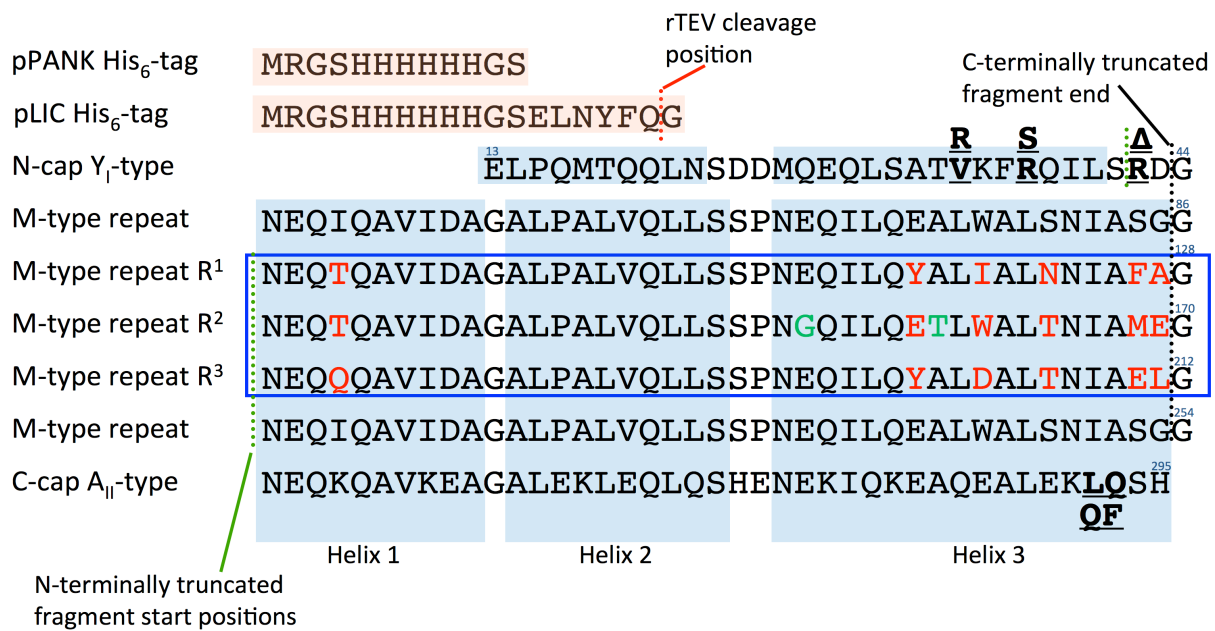 rTEV cleavage
position
pPANK His6-tag MRGSHHHHHHGS
C-terminally truncated
fragment end
pLIC His6-tag MRGSHHHHHHGSELNYFQG
R S Δ
N-cap YI-type 13 ELPQMTQQLNSDDMQEQLSATVKFRQILSRDG 44
M-type repeat NEQIQAVIDAGALPALVQLLSSPNEQILQEALWALSNIASGG 86
M-type repeat R1 NEQTQAVIDAGALPALVQLLSSPNEQILQYALIALNNIAFAG 128
M-type repeat R2 NEQTQAVIDAGALPALVQLLSSPNGQILQETLWALTNIAMEG 170
M-type repeat R3 NEQQQAVIDAGALPALVQLLSSPNEQILQYALDALTNIAELG 212
M-type repeat NEQIQAVIDAGALPALVQLLSSPNEQILQEALWALSNIASGG 254
C-cap AII-type NEQKQAVKEAGALEKLEQLQSHENEKIQKEAQEALEKLQSH 295
QF
Helix 1 Helix 2 Helix 3
N-terminally truncated
fragment start positions